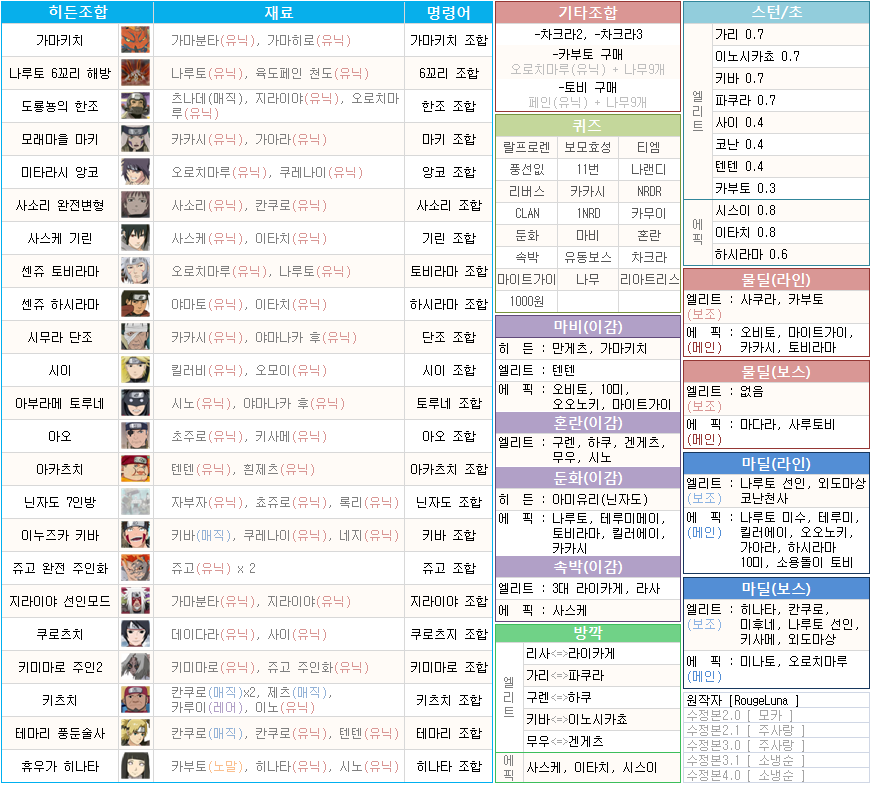 히든조합 재료 명령어
가마키치 가마분타(유닉), 가마히로(유닉) 가마키치 조합
나루토 6꼬리 해방 나루토(유닉), 육도페인 천도(유닉) 6꼬리 조합
도룡뇽의 한조 츠나데(매직), 지라이야(유닉), 오로치마
루(유닉) 한조 조합
모래마을 마키 카카시(유닉), 가아라(유닉) 마키 조합
미타라시 앙코 오로치마루(유닉), 쿠레나이(유닉) 앙코 조합
사소리 완전변형 사소리(유닉), 칸쿠로(유닉) 사소리 조합
사스케 기린 사스케(유닉), 이타치(유닉) 기린 조합
센쥬 토비라마 오로치마루(유닉), 나루토(유닉) 토비라마 조합
센쥬 하시라마 야마토(유닉), 이타치(유닉) 하시라마 조합
시무라 단조 카카시(유닉), 야마나카 후(유닉) 단조 조합
시이 킬러비(유닉), 오모이(유닉) 시이 조합
아부라메 토루네 시노(유닉), 야마나카 후(유닉) 토루네 조합
아오 초주로(유닉), 키사메(유닉) 아오 조합
아카츠치 텐텐(유닉), 흰제츠(유닉) 아카츠치 조합
닌자도 7인방 자부자(유닉), 쵸쥬로(유닉), 록리(유닉) 닌자도 조합
이누즈카 키바 키바(매직), 쿠레나이(유닉), 네지(유닉) 키바 조합
쥬고 완전 주인화 쥬고(유닉) x 2 쥬고 조합
지라이야 선인모드 가마분타(유닉), 지라이야(유닉) 지라이야 조합
쿠로츠치 데이다라(유닉), 사이(유닉) 쿠로츠지 조합
키미마로 주인2 키미마로(유닉), 쥬고 주인화(유닉) 키미마로 조합
키츠치 칸쿠로(매직)x2, 제츠(매직),
카루이(레어), 이노(유닉) 키츠치 조합
테마리 풍둔술사 칸쿠로(매직), 칸쿠로(유닉), 텐텐(유닉) 테마리 조합
휴우가 히나타 카부토(노말), 히나타(유닉), 시노(유닉) 히나타 조합
기타조합
-차크라2, -차크라3
-카부토 구매
오로치마루(유닉) + 나무9개
-토비 구매
페인(유닉) + 나무9개
퀴즈
랄프로렌 보모효성 티엠
풍선없 11번 나랜디
리버스 카카시 NRDR
CLAN 1NRD 카무이
둔화 마비 혼란
속박 유동보스 차크라
마이트가이 나무 리아트리스
1000원
마비(이감)
히 든 : 만게츠, 가마키치
엘리트 : 텐텐
에 픽 : 오비토, 10미,
오오노키, 마이트가이
혼란(이감)
엘리트 : 구렌, 하쿠, 겐게츠,
무우, 시노
둔화(이감)
히 든 : 아미유리(닌자도)
에 픽 : 나루토, 테루미메이,
토비라마, 킬러에이,
카카시
속박(이감)
엘리트 : 3대 라이카게, 라사
에 픽 : 사스케
방깍
엘리트
리사<=>라이카게
가리<=>파쿠라
구렌<=>하쿠
키바<=>이노시카쵸
무우<=>겐게츠
에픽
사스케, 이타치, 시스이
스턴/초
엘리트
가리 0.7
이노시카쵸 0.7
키바 0.7
파쿠라 0.7
사이 0.4
코난 0.4
텐텐 0.4
카부토 0.3
에픽
시스이 0.8
이타치 0.8
하시라마 0.6
물딜(라인)
엘리트 : 사쿠라, 카부토
(보조)
에 픽 : 오비토, 마이트가이,
(메인) 카카시, 토비라마
물딜(보스)
엘리트 : 없음
(보조)
에 픽 : 마다라, 사루토비
(메인)
마딜(라인)
엘리트 : 나루토 선인, 외도마상
(보조) 코난천사
에 픽 : 나루토 미수, 테루미,
(메인) 킬러에이, 오오노키,
가아라, 하시라마
10미, 소용돌이 토비
마딜(보스)
엘리트 : 히나타, 칸쿠로,
(보조) 미후네, 나루토 선인,
키사메, 외도마상
에 픽 : 미나토, 오로치마루
(메인)
원작자 [RougeLuna ]
수정본2.0 [ 모카 ]
수정본2.1 [ 주사랑 ]
수정본3.0 [ 주사랑 ]
수정본3.1 [ 소냉순 ]
수정본4.0 [ 소냉순 ]